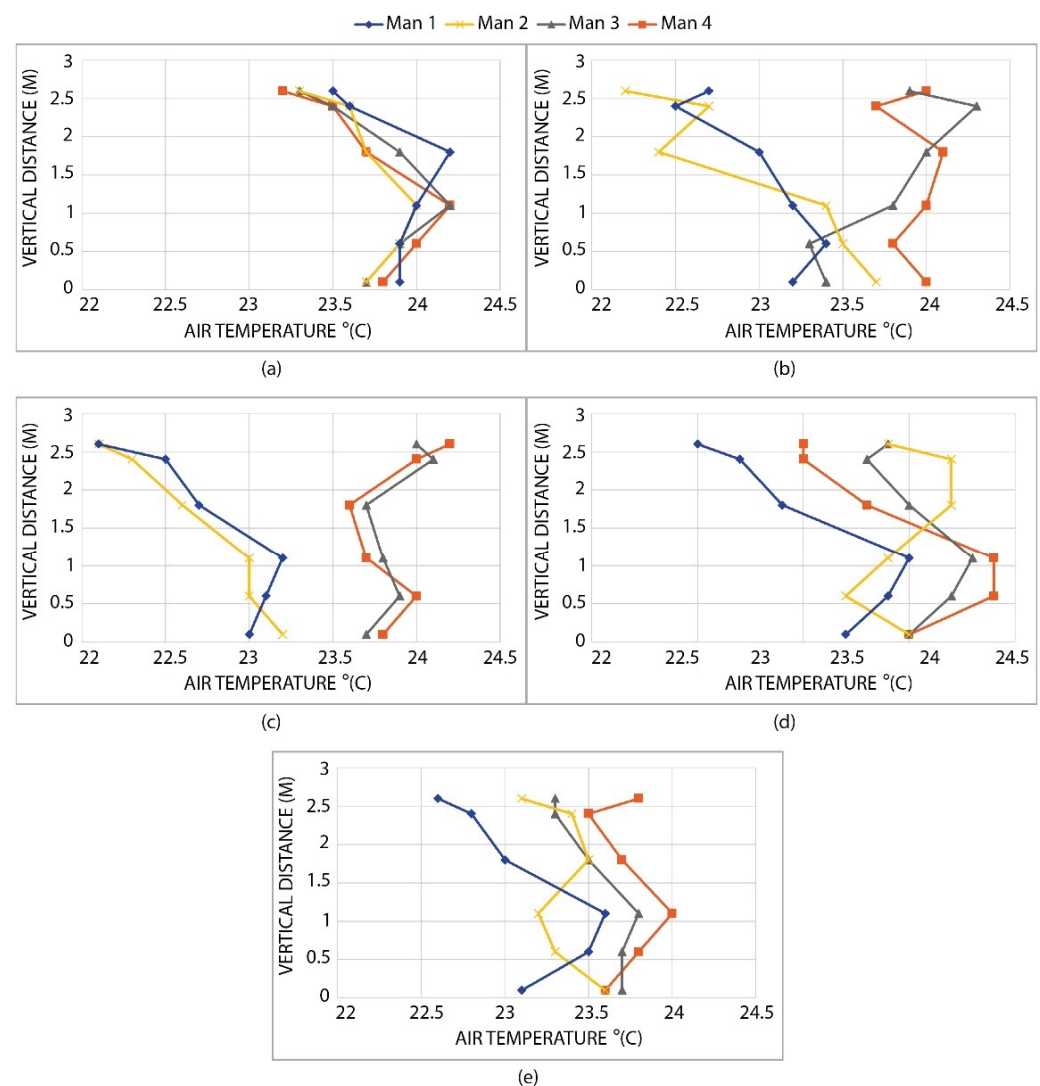 Man 1 Man 2 Man 3 Man 4
VERTICAL DISTANCE (M)
3
2.5
2
1.5
1
0.5
0
22 22.5 23 23.5 24 24.5
AIR TEMPERATURE °(C)
(a)
VERTICAL DISTANCE (M)
3
2.5
2
1.5
1
0.5
0
22 22.5 23 23.5 24 24.5
AIR TEMPERATURE °(C)
(b)
VERTICAL DISTANCE (M)
3
2.5
2
1.5
1
0.5
0
22 22.5 23 23.5 24 24.5
AIR TEMPERATURE °(C)
(c)
VERTICAL DISTANCE (M)
3
2.5
2
1.5
1
0.5
0
22 22.5 23 23.5 24 24.5
AIR TEMPERATURE °(C)
(d)
VERTICAL DISTANCE (M)
3
2.5
2
1.5
1
0.5
0
22 22.5 23 23.5 24 24.5
AIR TEMPERATURE °(C)
(e)